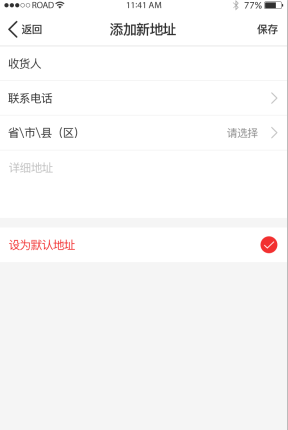 ROAD 11:41 AM 77%
返回 添加新地址 保存
收货人
联系电话
省\市\县（区） 请选择
详细地址
设为默认地址